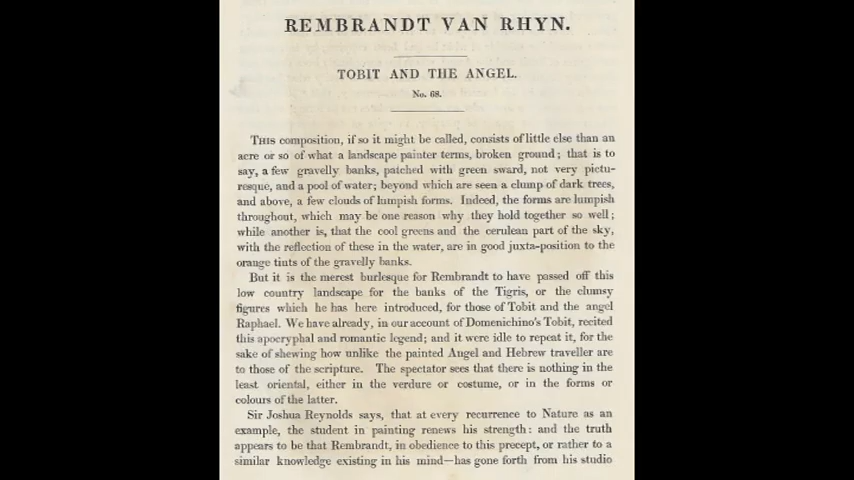 REMBRANDT VAN RHYN.
TOBIT AND THE ANGEL.
No. 68.
THIS composition, if so it might be called, consists of little else than an
acre or so of what a landscape painter terms, broken ground; that is to
say, a few gravelly banks, patched with green sward, not very pictu-
resque, and a pool of water; beyond which are seen a clump of dark trees,
and above, a few clouds of lumpish forms. Indeed, the forms are lumpish
throughout, which may be one reason why they hold together so well;
while another is, that the cool greens and the cerulean part of the sky,
with the reflection of these in the water, are in good juxta-position to the
orange tints of the gravelly banks.
But it is the merest burlesque for Rembrandt to have passed off this
low country landscape for the banks of the Tigris, or the clumsy
figures which he has here introduced, for those of Tobit and the angel
Raphael. We have already, in our account of Domenichino's Tobit, recited
this apocryphal and romantic legend; and it were idle to repeat it, for the
sake of shewing how unlike the painted Angel and Hebrew traveller are
to those of the scripture. The spectator sees that there is nothing in the
least oriental, either in the verdure or costume, or in the forms or
colours of the latter.
Sir Joshua Reynolds says, that at every recurrence to Nature as an
example, the student in painting renews his strength: and the truth
appears to be that Rembrandt, in obedience to this precept, or rather to a
similar knowledge existing in his mind—has gone forth from his studio